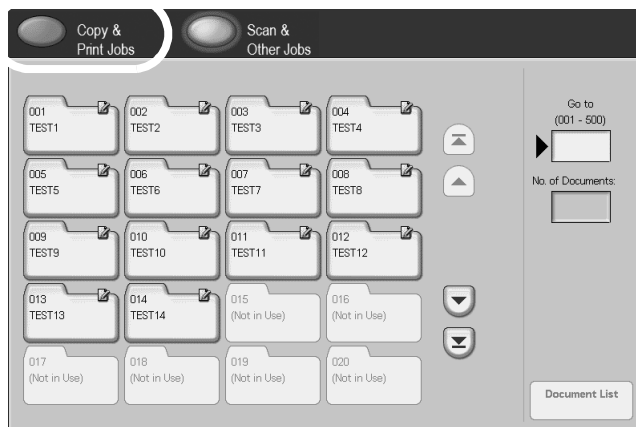 Copy &
Print Jobs
Scan &
Other Jobs
001
TEST1
002
TEST2
003
TEST3
004
TEST4
005
TEST5
006
TEST6
007
TEST7
008
TEST8
009
TEST9
010
TEST10
011
TEST11
012
TEST12
013
TEST13
014
TEST14
015
(Not in Use)
016
(Not in Use)
017
(Not in Use)
018
(Not in Use)
019
(Not in Use)
020
(Not in Use)
Go to
(001 - 500)
No. of Documents:
Document List